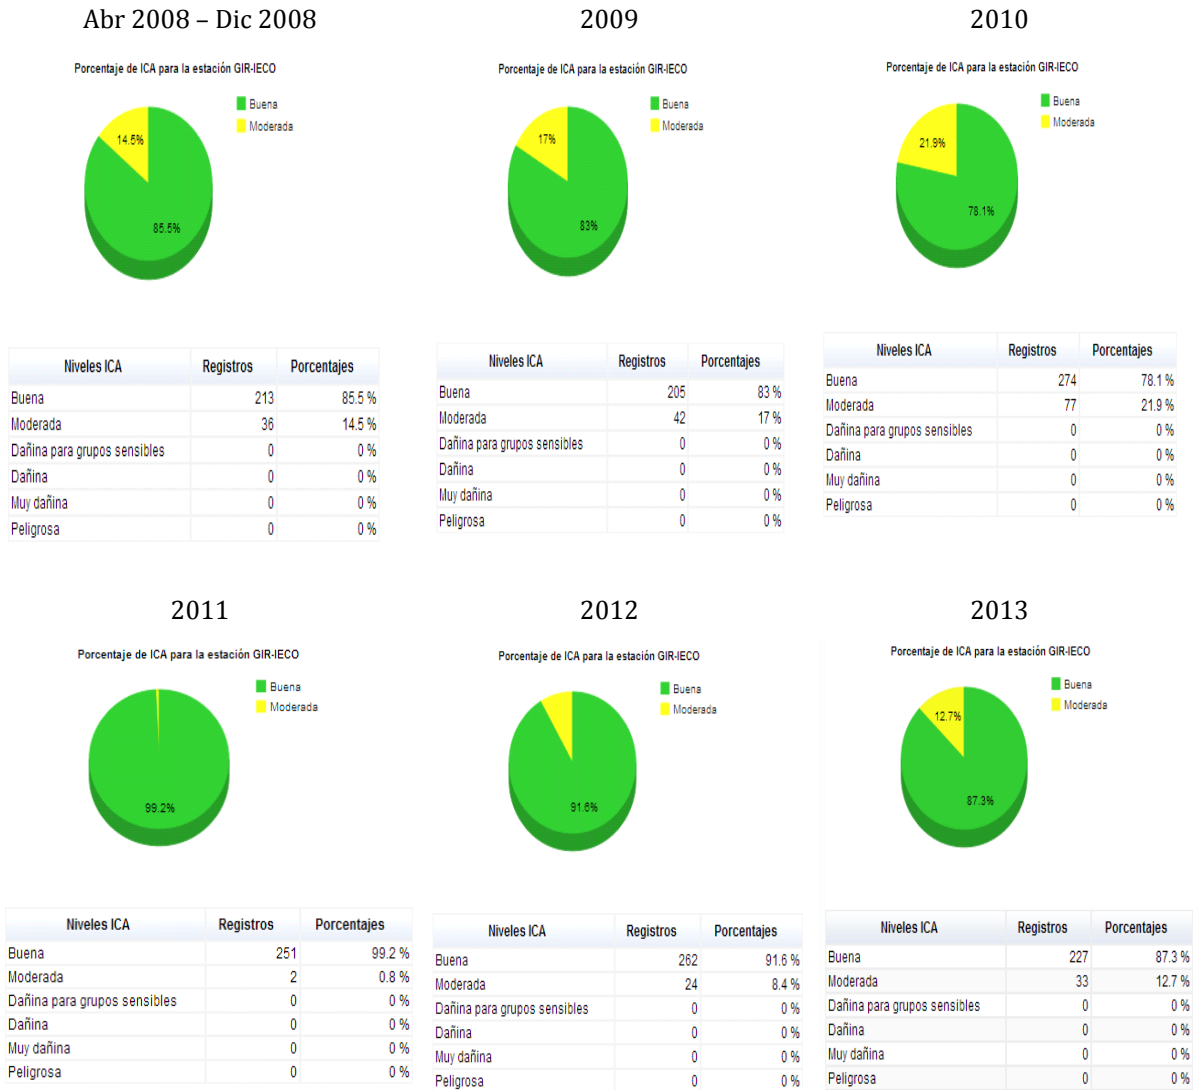 Abr 2008 – Dic 2008
Porcentaje de ICA para la estación GIR-IECO
Buena
Moderada
14.5%
85.5%
Niveles ICA Registros Porcentajes
Buena 213 85.5 %
Moderada 36 14.5 %
Dañina para grupos sensibles 0 0 %
Dañina 0 0 %
Muy dañina 0 0 %
Peligrosa 0 0 %
2009
Porcentaje de ICA para la estación GIR-IECO
Buena
Moderada
17%
83%
Niveles ICA Registros Porcentajes
Buena 205 83 %
Moderada 42 17 %
Dañina para grupos sensibles 0 0 %
Dañina 0 0 %
Muy dañina 0 0 %
Peligrosa 0 0 %
2010
Porcentaje de ICA para la estación GIR-IECO
Buena
Moderada
21.9%
78.1%
Niveles ICA Registros Porcentajes
Buena 274 78.1 %
Moderada 77 21.9 %
Dañina para grupos sensibles 0 0 %
Dañina 0 0 %
Muy dañina 0 0 %
Peligrosa 0 0 %
2011
Porcentaje de ICA para la estación GIR-IECO
Buena
Moderada
99.2%
Niveles ICA Registros Porcentajes
Buena 251 99.2 %
Moderada 2 0.8 %
Dañina para grupos sensibles 0 0 %
Dañina 0 0 %
Muy dañina 0 0 %
Peligrosa 0 0 %
2012
Porcentaje de ICA para la estación GIR-IECO
Buena
Moderada
91.6%
Niveles ICA Registros Porcentajes
Buena 262 91.6 %
Moderada 24 8.4 %
Dañina para grupos sensibles 0 0 %
Dañina 0 0 %
Muy dañina 0 0 %
Peligrosa 0 0 %
2013
Porcentaje de ICA para la estación GIR-IECO
Buena
Moderada
12.7%
87.3%
Niveles ICA Registros Porcentajes
Buena 227 87.3 %
Moderada 33 12.7 %
Dañina para grupos sensibles 0 0 %
Dañina 0 0 %
Muy dañina 0 0 %
Peligrosa 0 0 %